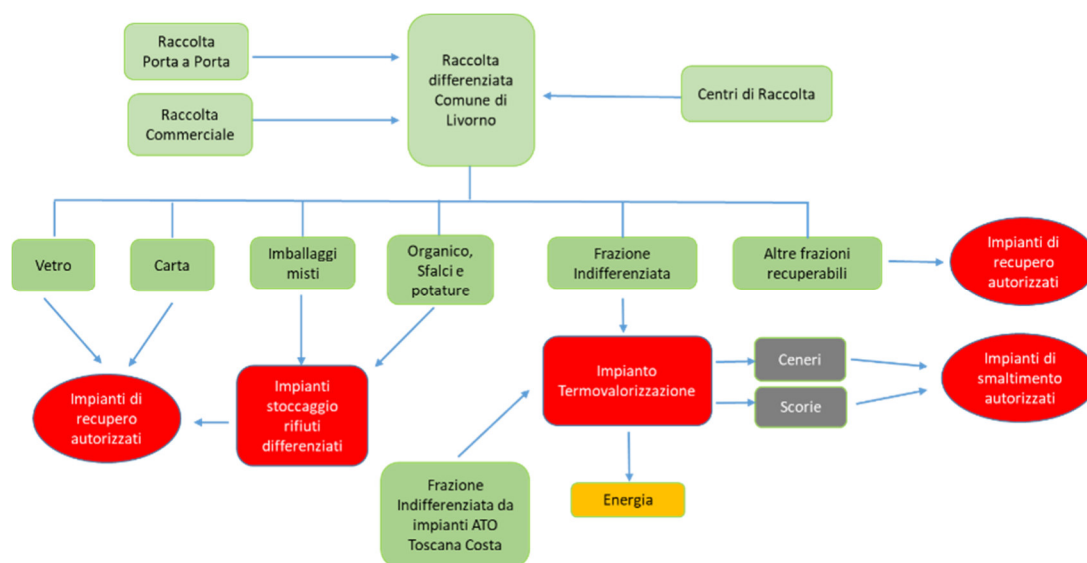 Raccolta
Porta a Porta
Raccolta
differenziata
Comune di
Livorno
Centri di Raccolta
Raccolta
Commerciale
Vetro
Carta
Imballaggi
misti
Organico,
Sfalci e
potature
Frazione
Indifferenziata
Altre frazioni
recuperabili
Impianti di
recupero
autorizzati
Impianti di
recupero
autorizzati
Impianti
stoccaggio
rifiuti
differenziati
Impianto
Termovalorizzazione
Ceneri
Scorie
Impianti di
smaltimento
autorizzati
Frazione
Indifferenziata da
impianti ATO
Toscana Costa
Energia